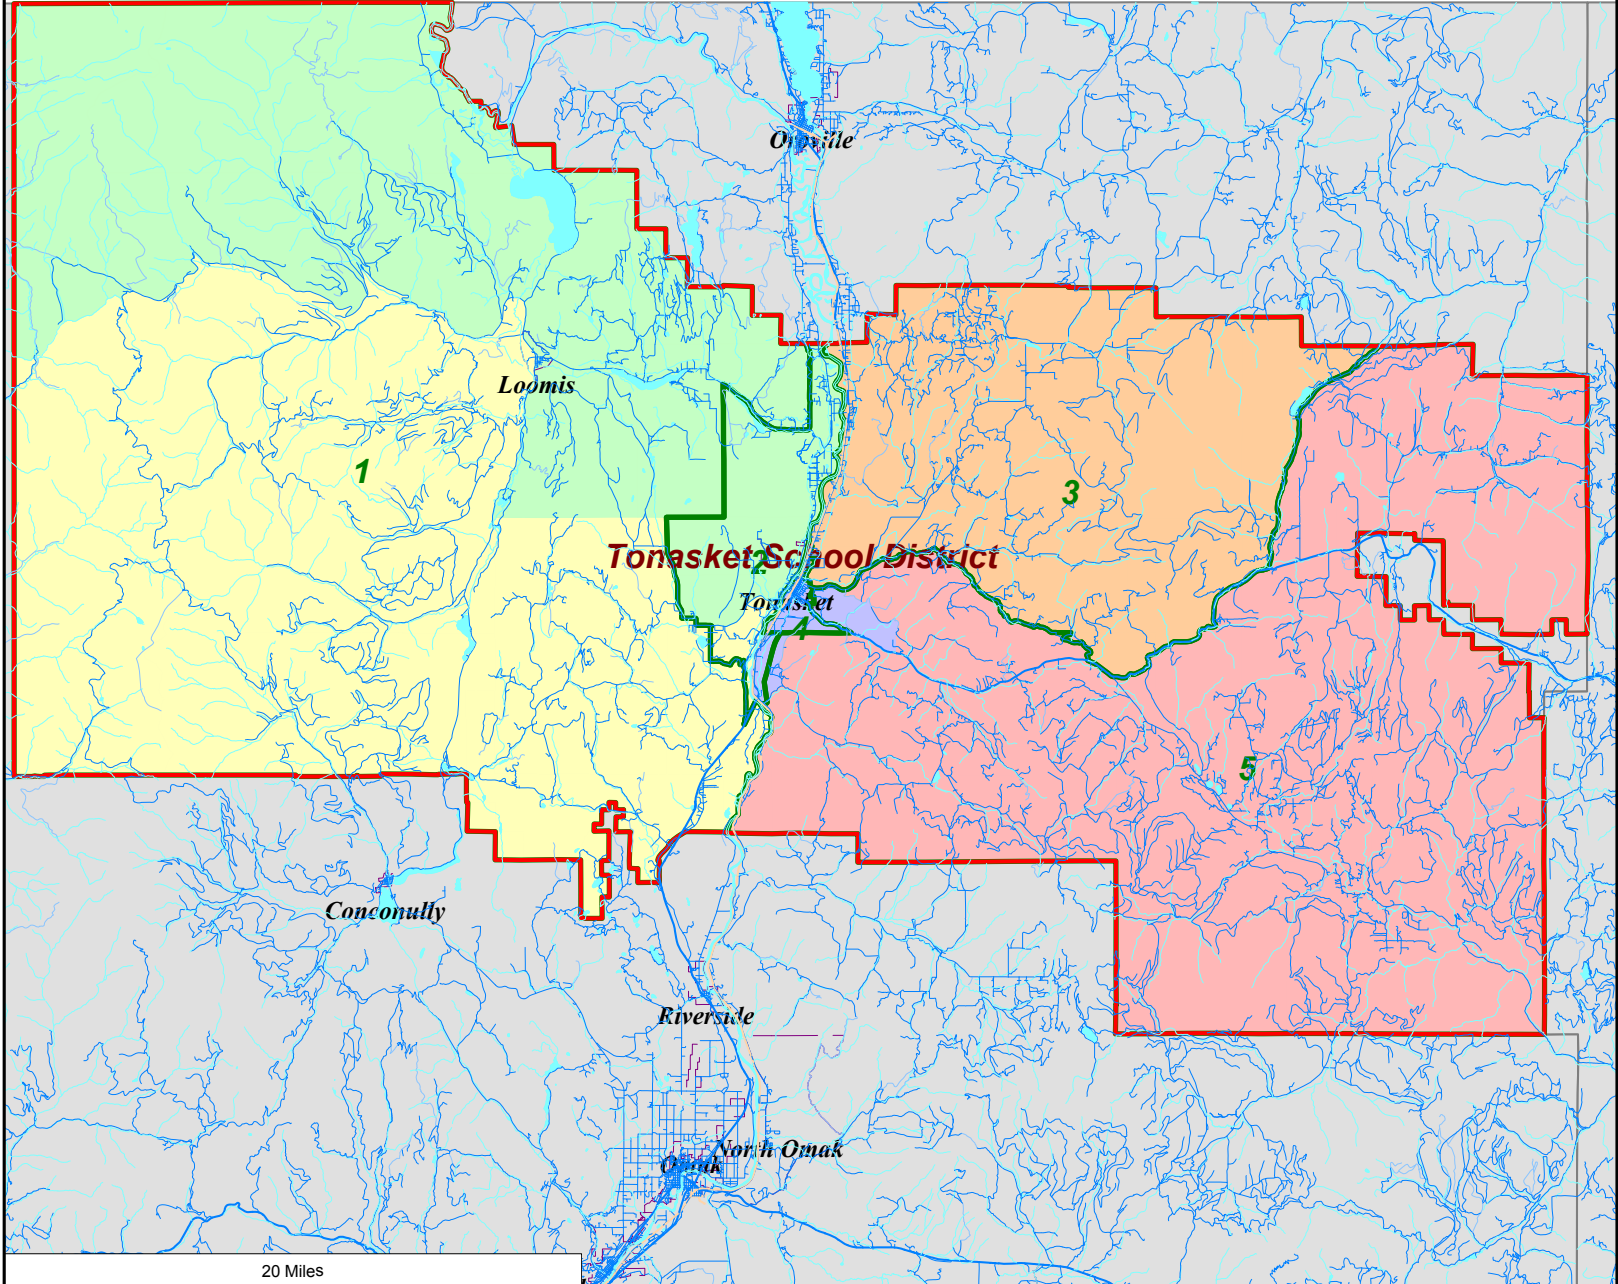 Oroville
Loomis
1
3
Tonasket School District
2
Tonasket
4
5
Conconully
Riverside
North Omak
Omak
20 Miles